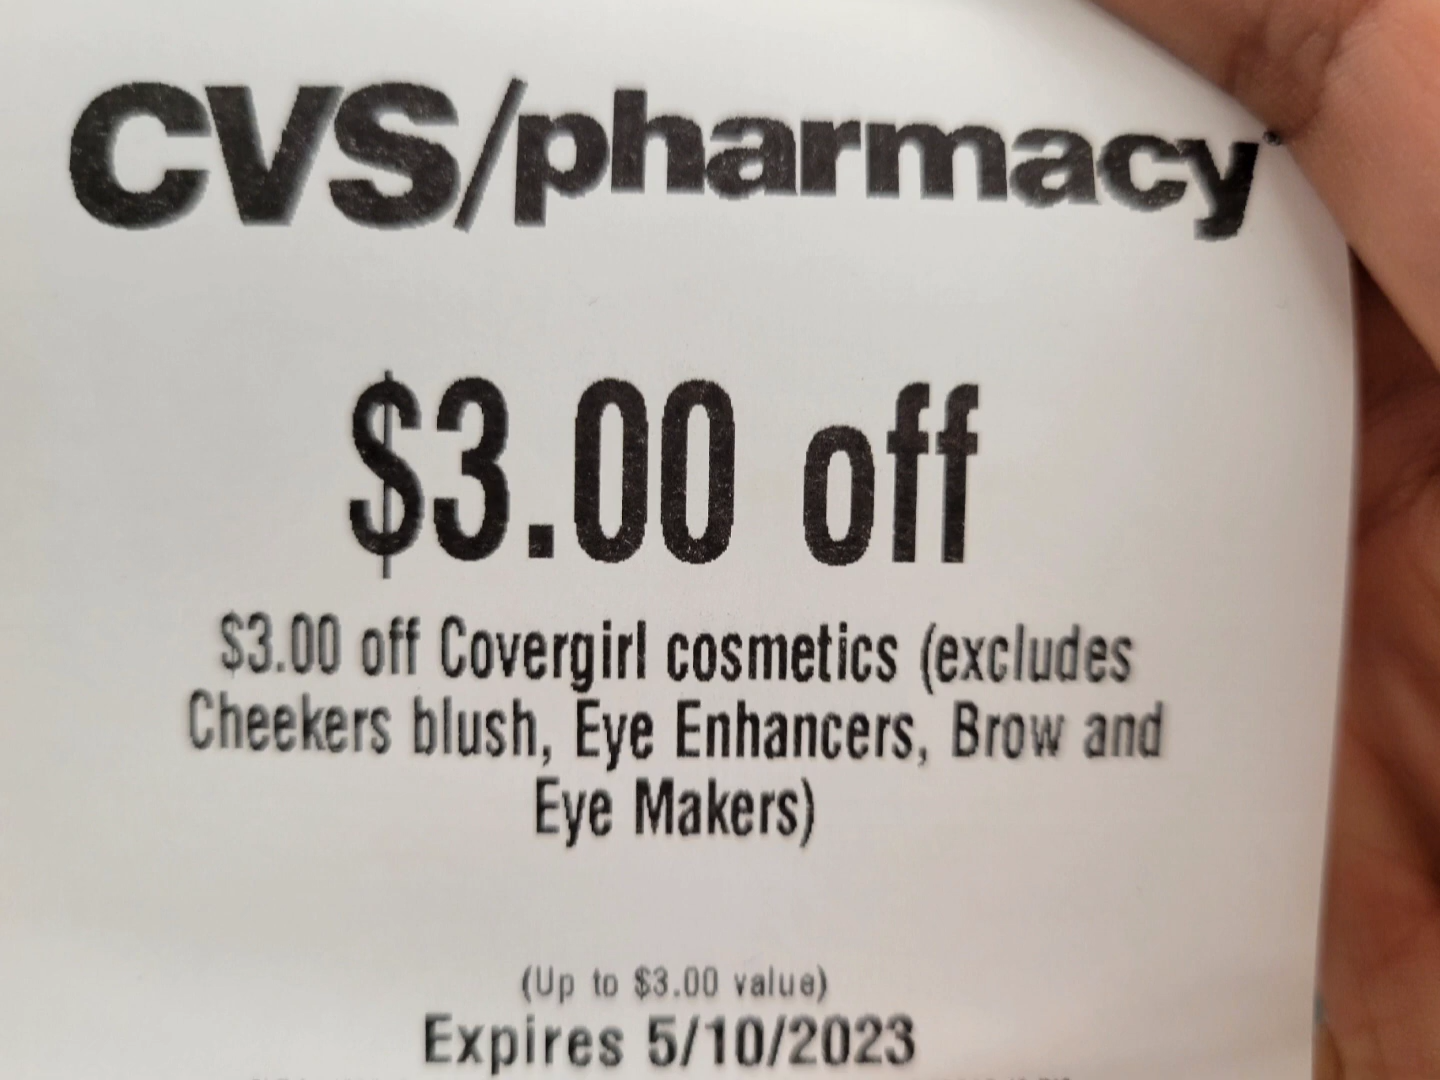 CVS/pharmacy
$3.00 off
$3.00 off Covergirl cosmetics (excludes
Cheekers blush, Eye Enhancers, Brow and
Eye Makers)
(Up to $3.00 value)
Expires 5/10/2023